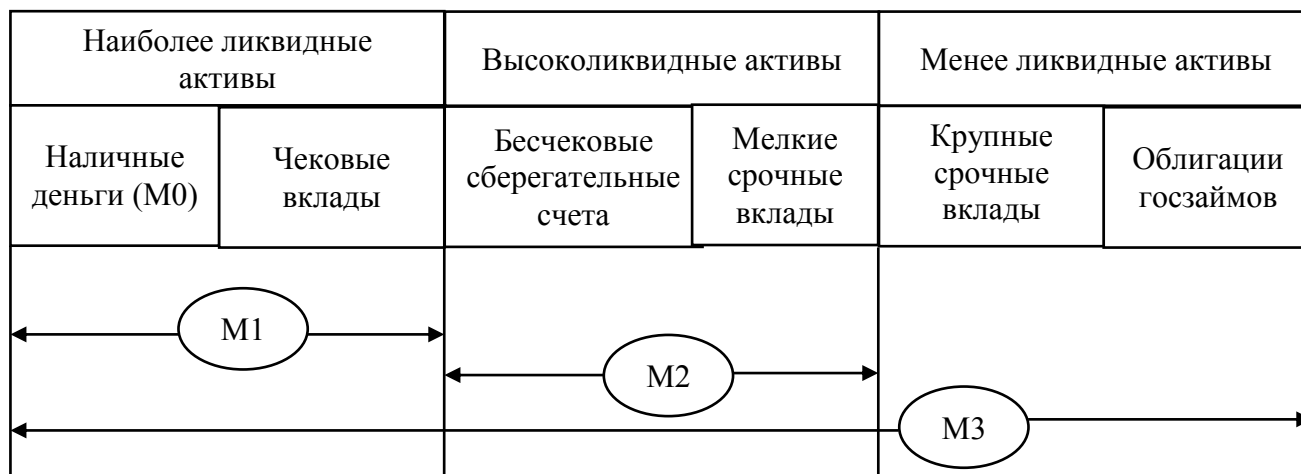 Наиболее ликвидные
активы
Высоколиквидные активы
Менее ликвидные активы
Наличные
деньги (М0)
Чековые
вклады
Бесчековые
сберегательные
счета
Мелкие
срочные
вклады
Крупные
срочные
вклады
Облигации
госзаймов
М1
М2
М3